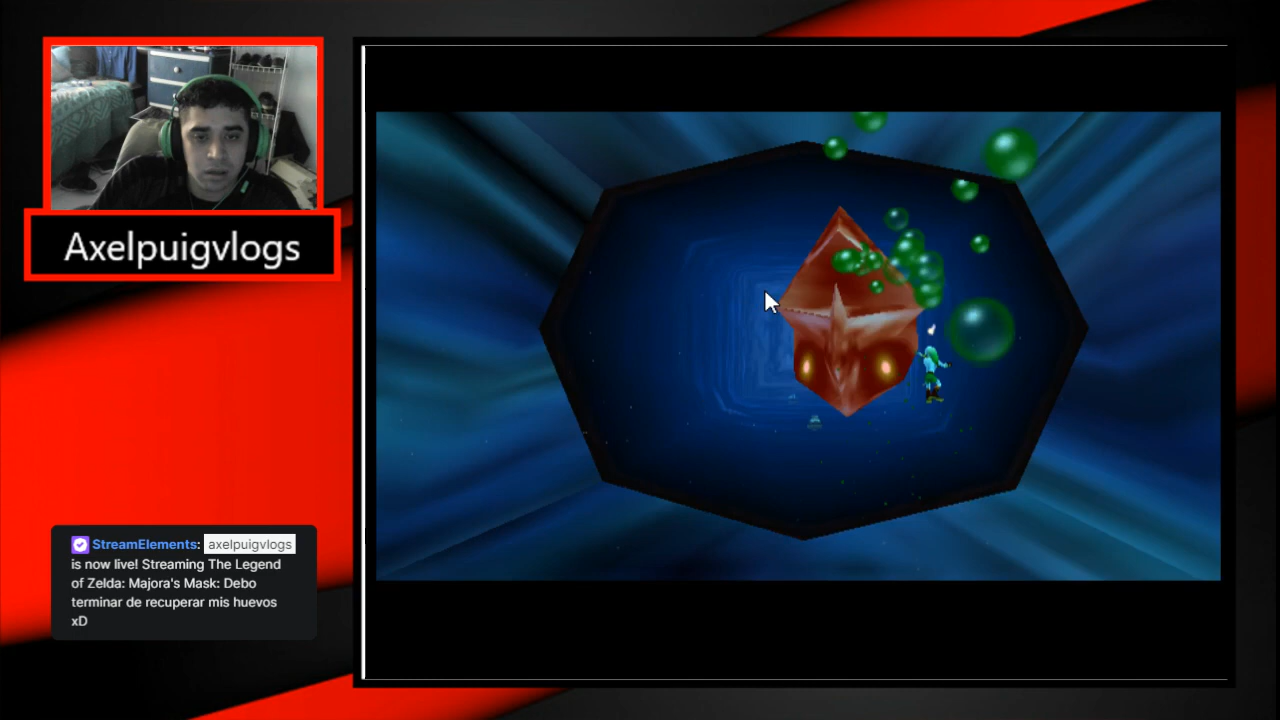 Axelpuigvlogs
StreamElements: axelpuigvlogs
is now live! Streaming The Legend
of Zelda: Majora's Mask: Debo
terminar de recuperar mis huevos
xD